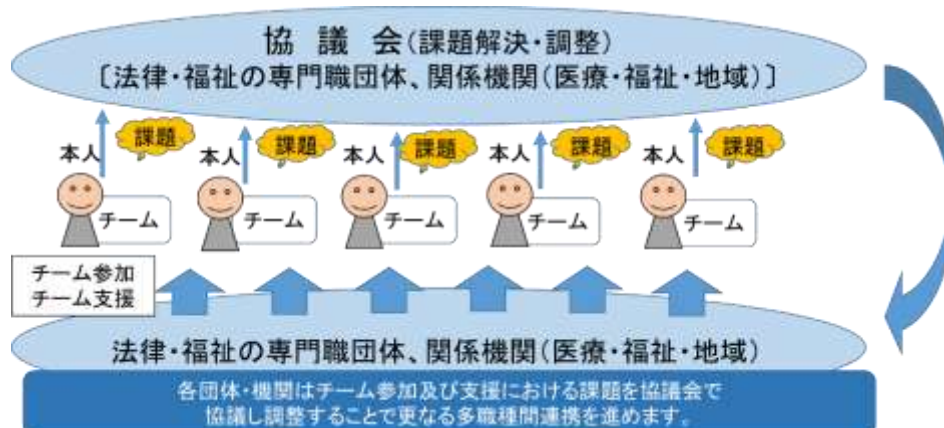 協 議 会(課題解決・調整)
〔法律・福祉の専門職団体、関係機関(医療・福祉・地域)〕
本人 課題
本人 課題
本人 課題
本人 課題
本人 課題
チーム
チーム
チーム
チーム
チーム
チーム参加
チーム支援
法律・福祉の専門職団体、関係機関(医療・福祉・地域)
各団体・機関はチーム参加及び支援における課題を協議会で
協議し調整することで更なる多職種間連携を進めます。